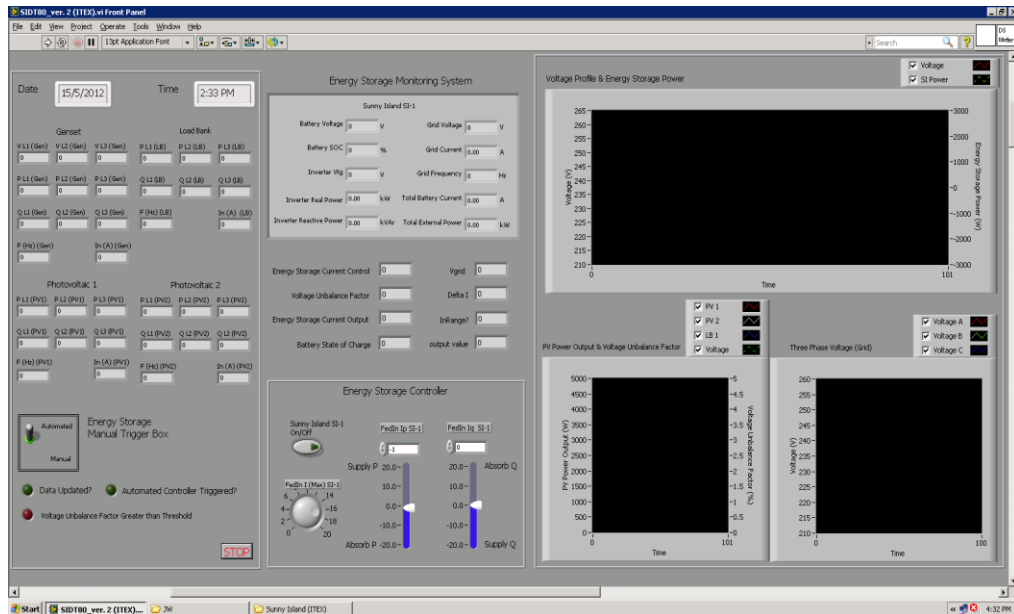 SIDT80_ver. 2 (ITEX).vi Front Panel
File Edit View Project Operate Tools Window Help
13pt Application Font
Search
DS
Date 15/5/2012 Time 2:33 PM
Genset Load Bank
V L1 (Gen) V L2 (Gen) V L3 (Gen) P L1 (LB) P L2 (LB) P L3 (LB)
0 0 0 0 0 0
P L1 (Gen) P L2 (Gen) P L3 (Gen) Q L1 (LB) Q L2 (LB) Q L3 (LB)
0 0 0 0 0 0
Q L1 (Gen) Q L2 (Gen) Q L3 (Gen) F (Hz) (LB) In (A) (LB)
0 0 0 0 0
F (Hz) (Gen) In (A) (Gen)
0 0
Photovoltaic 1 Photovoltaic 2
P L1 (PV1) P L2 (PV1) P L3 (PV1) P L1 (PV2) P L2 (PV2) P L3 (PV2)
0 0 0 0 0 0
Q L1 (PV1) Q L2 (PV1) Q L3 (PV1) Q L1 (PV2) Q L2 (PV2) Q L3 (PV2)
0 0 0 0 0 0
F (Hz) (PV1) In (A) (PV1) F (Hz) (PV2) In (A) (PV2)
0 0 0 0
Automated
Manual
Energy Storage
Manual Trigger Box
Data Updated? Automated Controller Triggered?
Voltage Unbalance Factor Greater than Threshold
STOP
Energy Storage Monitoring System
Sunny Island SI-1
Battery Voltage 0 V Grid Voltage 0 V
Battery SOC 0 % Grid Current 0.00 A
Inverter Vtg 0 V Grid Frequency 0 Hz
Inverter Real Power 0.00 kW Total Battery Current 0.00 A
Inverter Reactive Power 0.00 kVAr Total External Power 0.00 kW
Energy Storage Current Control 0 Vgrid 0
Voltage Unbalance Factor 0 Delta I 0
Energy Storage Current Output 0 InRange? 0
Battery State of Charge 0 output value 0
Energy Storage Controller
Sunny Island SI-1
On/Off
FedIn Ip SI-1 FedIn Iq SI-1
-1 0
Supply P 20.0 20.0 Absorb Q
10.0 10.0
0.0 0.0
-10.0 -10.0
Absorb P -20.0 -20.0 Supply Q
FedIn I (Max) SI-1
0 2 4 6 14 16 18 20
Voltage Profile & Energy Storage Power
Voltage
SI Power
265 260 255 250 245 240 235 230 225 220 215 210
Voltage (V)
3000 2000 1000 0 -1000 -2000 -3000
Energy Storage Power (W)
0 101
Time
PV Power Output & Voltage Unbalance Factor
PV 1
PV 2
LB 1
Voltage
5000 4500 4000 3500 3000 2500 2000 1500 1000 500 0
PV Power Output (W)
5 4.5 4 3.5 3 2.5 2 1.5 1 0.5 0
Voltage Unbalance Factor (%)
0 101
Time
Three Phase Voltage (Grid)
Voltage A
Voltage B
Voltage C
260 255 250 245 240 235 230 225 220 215 210
Voltage (V)
0 100
Time
Start SIDT80_ver. 2 (ITEX).... JW Sunny Island (ITEX) 4:32 PM